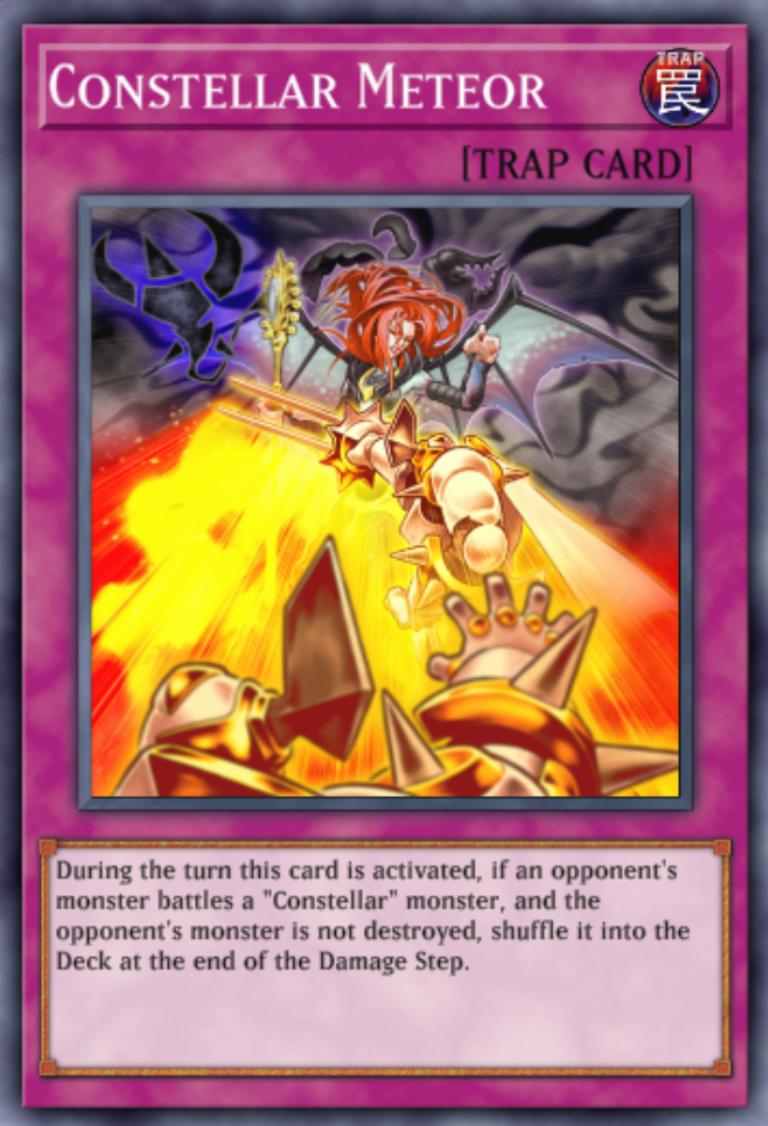 CONSTELLAR METEOR
TRAP
罠
[TRAP CARD]
During the turn this card is activated, if an opponent's
monster battles a "Constellar" monster, and the
opponent's monster is not destroyed, shuffle it into the
Deck at the end of the Damage Step.